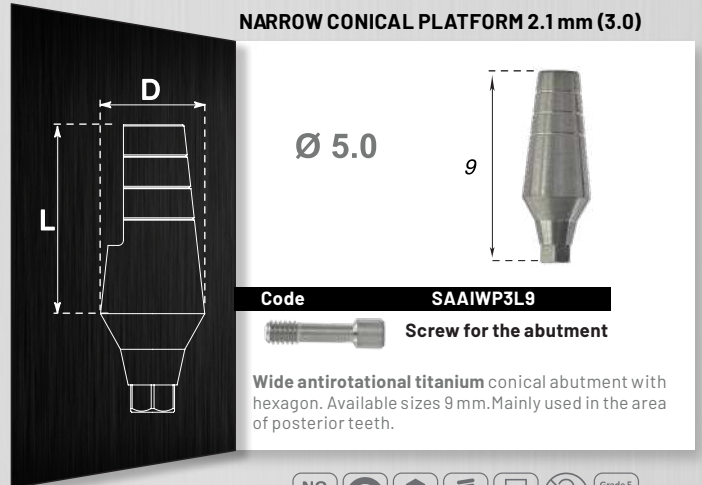 NARROW CONICAL PLATFORM 2.1 mm (3.0)
D
L
Ø 5.0
9
Code SAAIWP3L9
Screw for the abutment
Wide antirotational titanium conical abutment with
hexagon. Available sizes 9 mm.Mainly used in the area
of posterior teeth.
NO
Grade 5